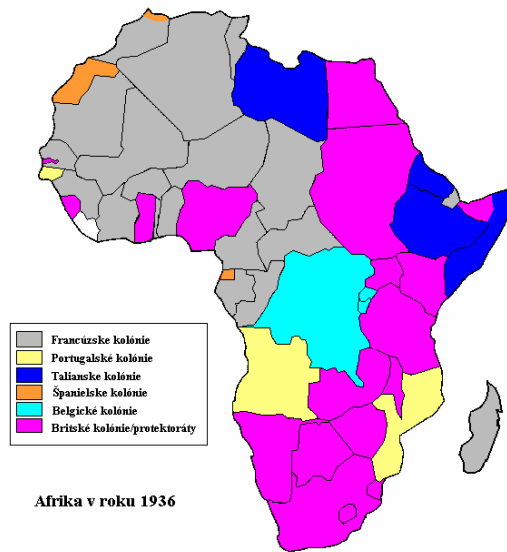 Francúzske kolónie
Portugalské kolónie
Talianske kolónie
Španielske kolónie
Belgické kolónie
Britské kolónie/protektoráty
Afrika v roku 1936